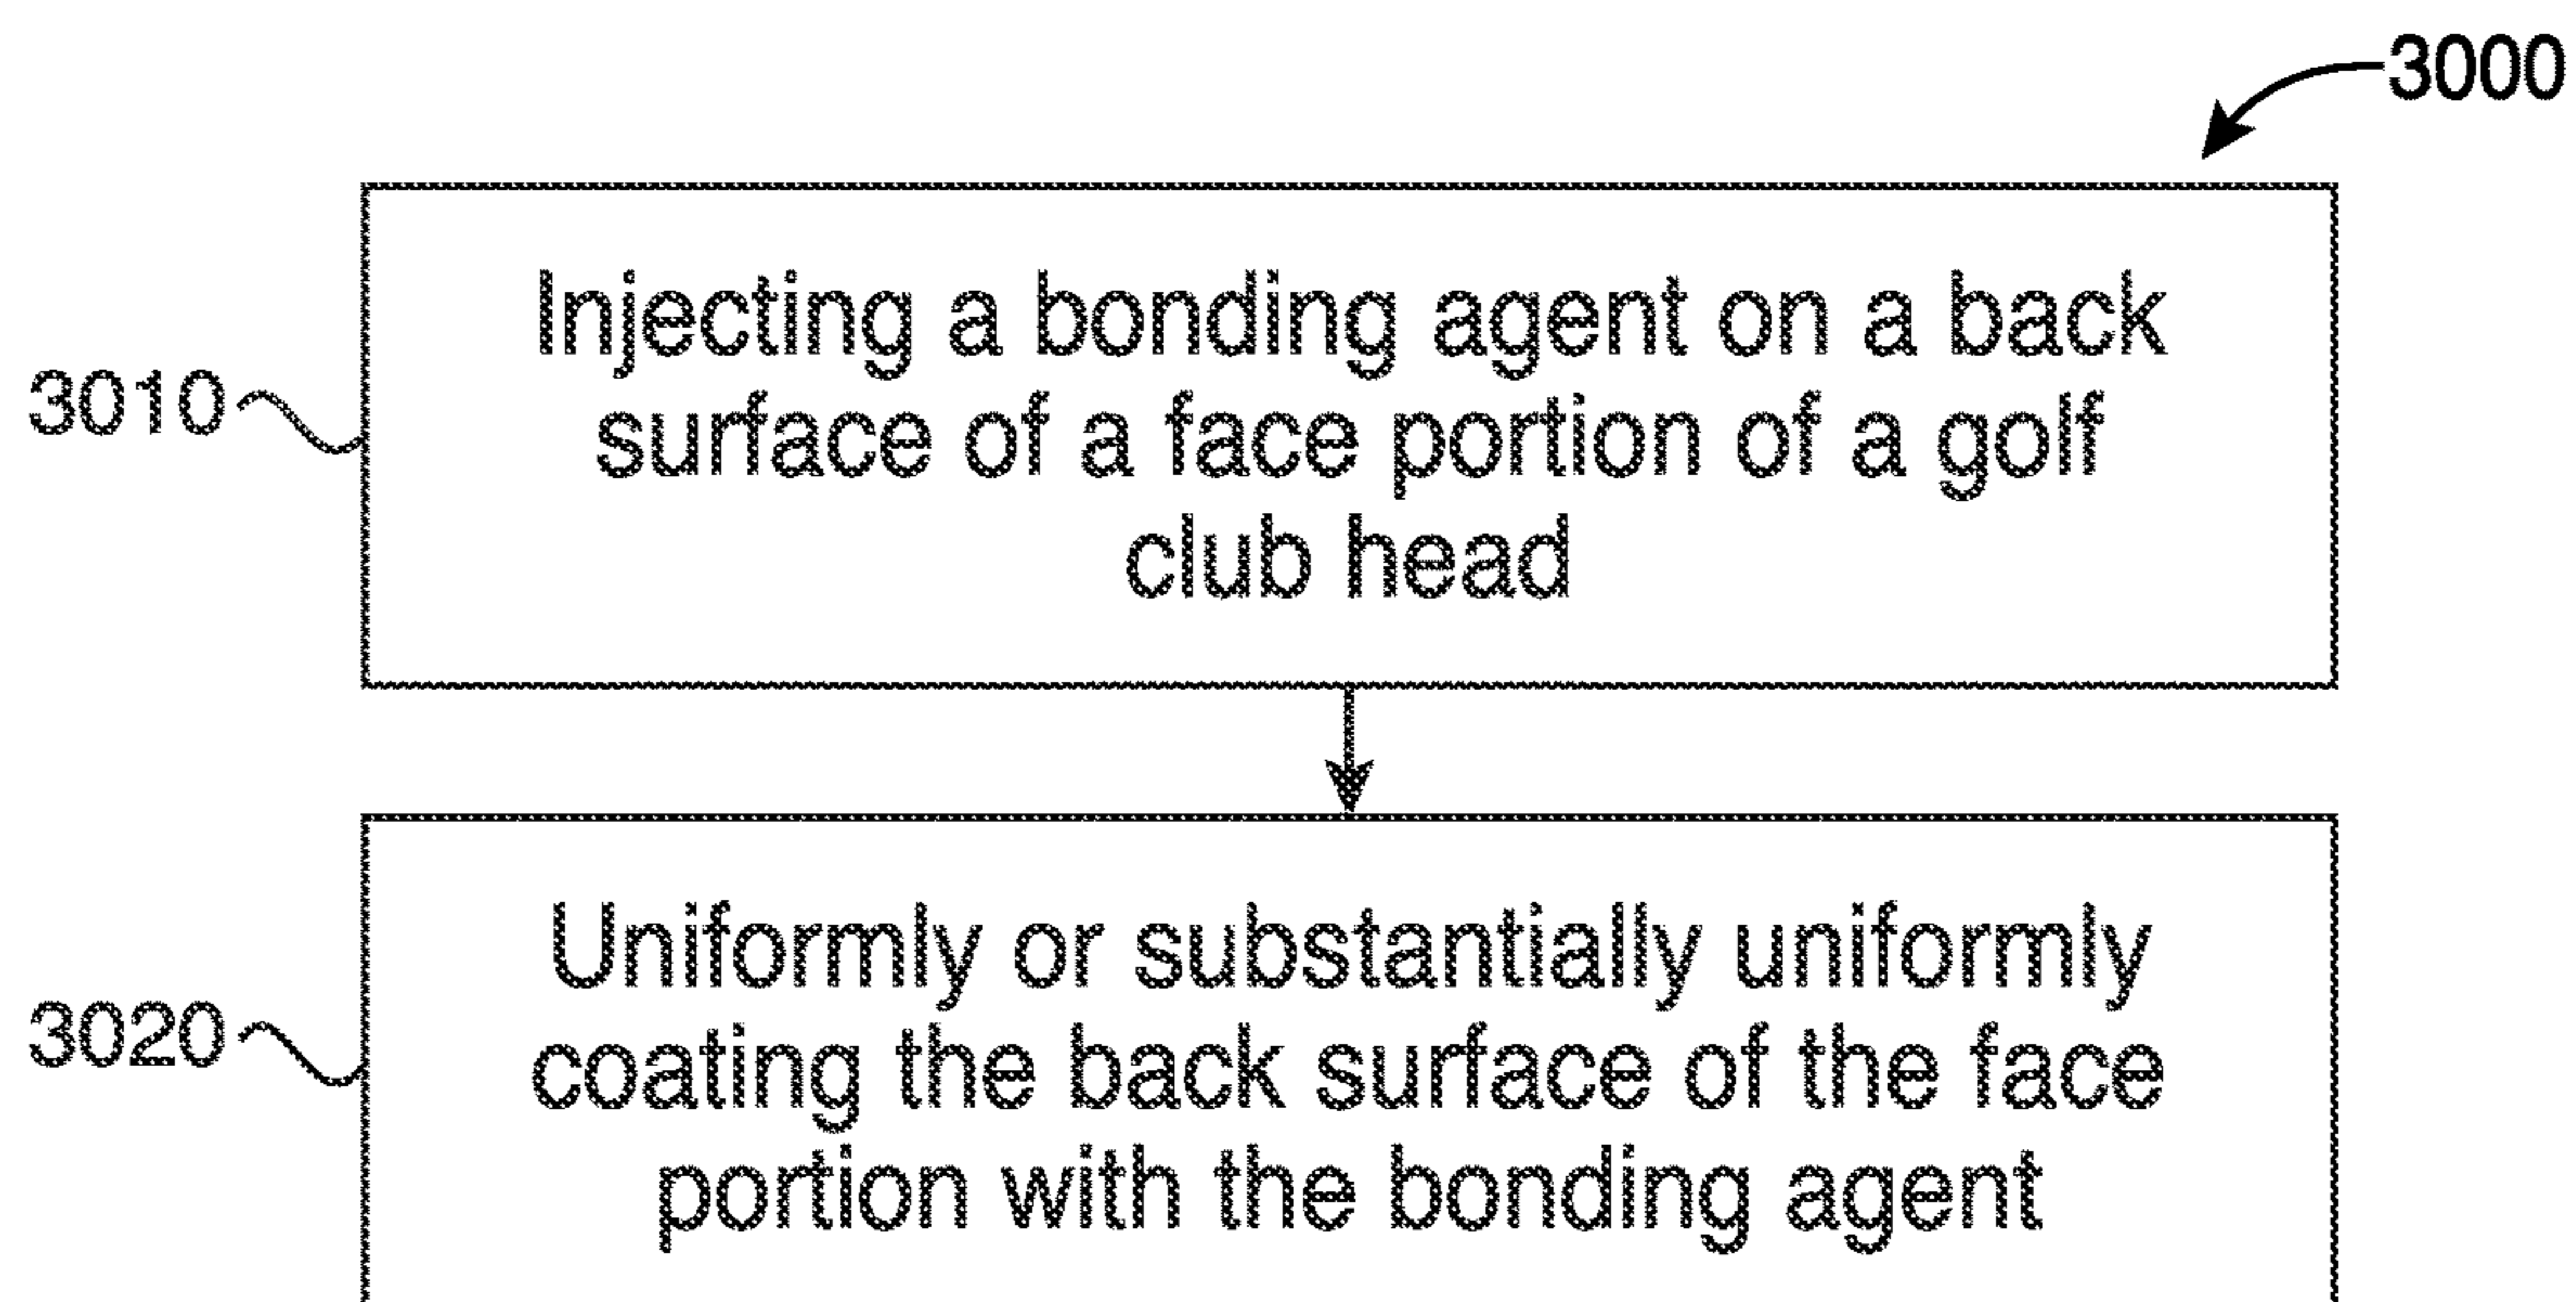 3000
Injecting a bonding agent on a back
surface of a face portion of a golf
club head
3010
Uniformly or substantially uniformly
coating the back surface of the face
portion with the bonding agent
3020